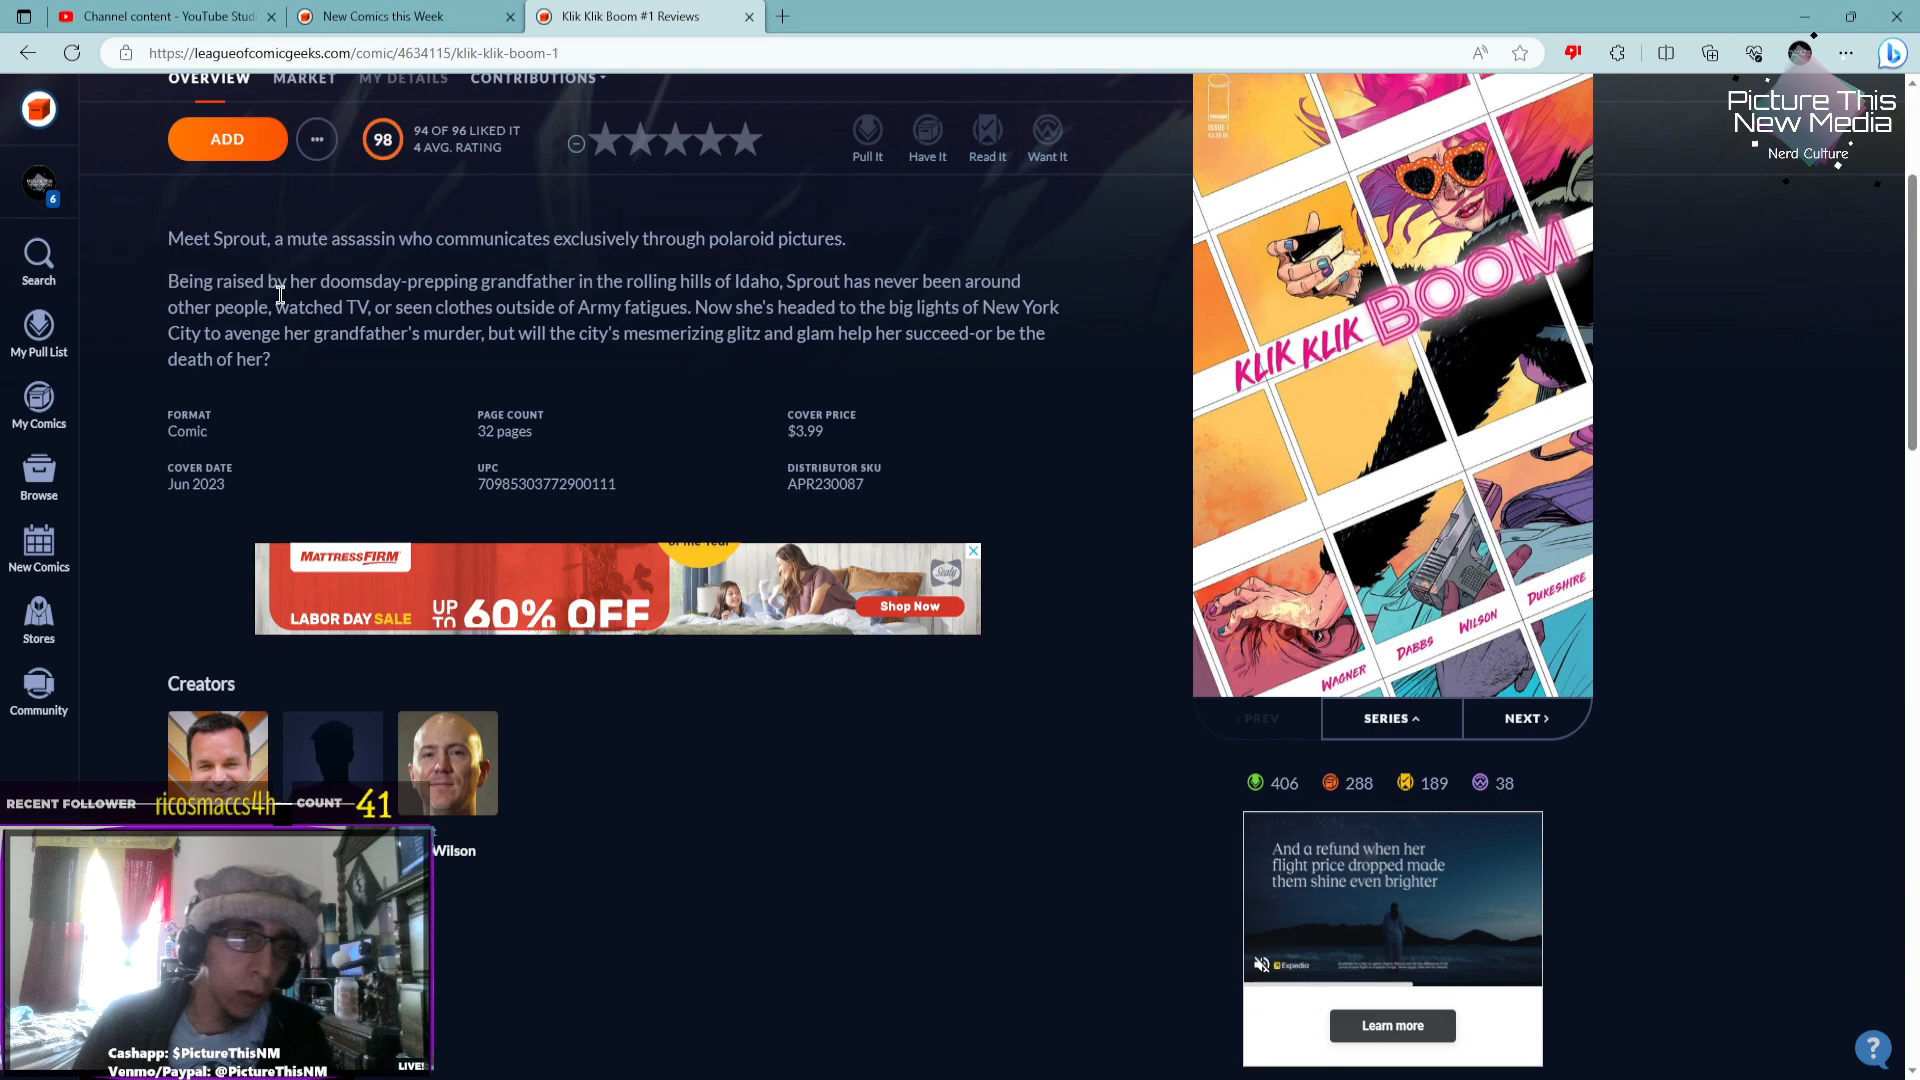 Channel content - YouTube Stud
New Comics this Week
Klik Klik Boom #1 Reviews
https://leagueofcomicgeeks.com/comic/4634115/klik-klik-boom-1
Picture This
New Media
Nerd Culture
OVERVIEW MARKET MY DETAILS CONTRIBUTIONS
ADD
98
94 OF 96 LIKED IT
4 AVG. RATING
Pull It
Have It
Read It
Want It
6
Search
My Pull List
My Comics
Browse
New Comics
Stores
Community
Meet Sprout, a mute assassin who communicates exclusively through polaroid pictures.
Being raised by her doomsday-prepping grandfather in the rolling hills of Idaho, Sprout has never been around
other people, watched TV, or seen clothes outside of Army fatigues. Now she's headed to the big lights of New York
City to avenge her grandfather's murder, but will the city's mesmerizing glitz and glam help her succeed-or be the
death of her?
FORMAT
Comic
PAGE COUNT
32 pages
COVER PRICE
$3.99
COVER DATE
Jun 2023
UPC
70985303772900111
DISTRIBUTOR SKU
APR230087
MATTRESSFIRM
LABOR DAY SALE
UP TO 60% OFF
of the Year
Sealy
Shop Now
Creators
Wilson
image
ISSUE 1
KLIK KLIK BOOM
WAGNER
DABBS
WILSON
DUKESHIRE
‹ PREV
SERIES
NEXT ›
406
288
189
38
And a refund when her
flight price dropped made
them shine even brighter
Expedia
Learn more
?
RECENT FOLLOWER ricosmaccs4h COUNT 41
Cashapp: $PictureThisNM
Venmo/Paypal: @PictureThisNM
LIVE!